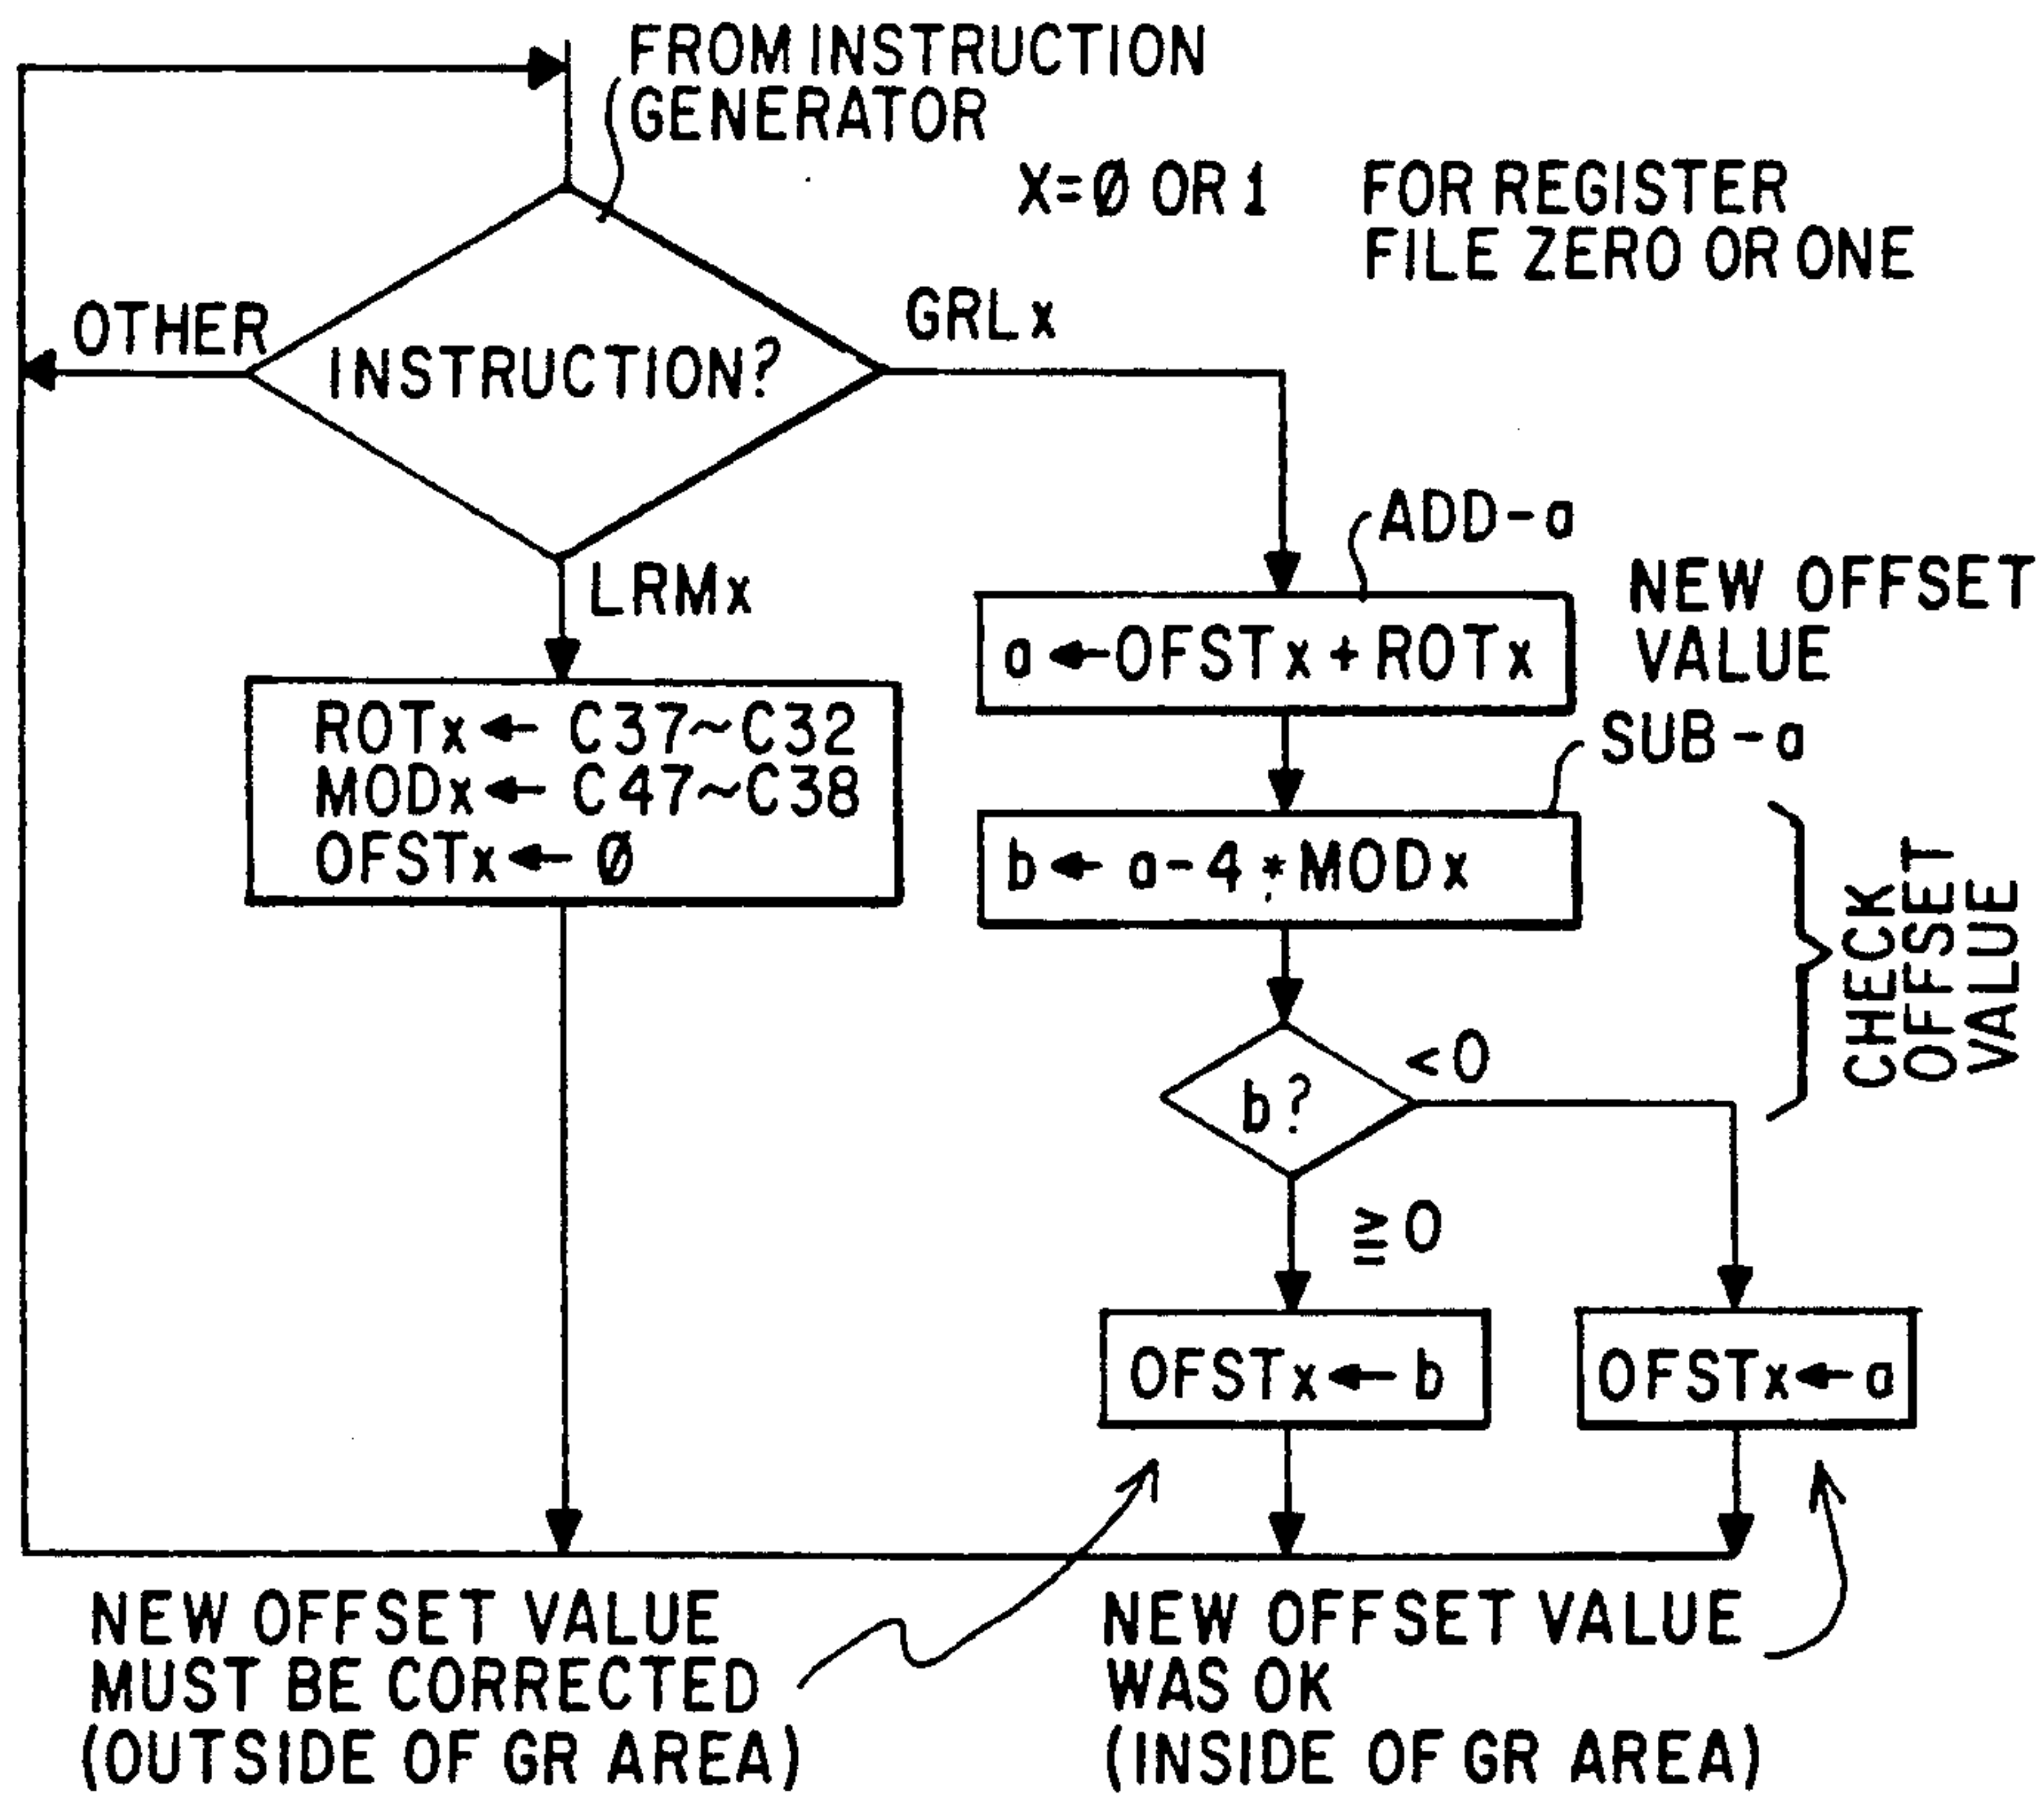 FROM INSTRUCTION
GENERATOR
X=Ø OR 1 FOR REGISTER
FILE ZERO OR ONE
OTHER
INSTRUCTION?
GRLx
LRMx
ROTx ← C37~C32
MODx ← C47~C38
OFSTx ← Ø
ADD-a
a ← OFSTx + ROTx
NEW OFFSET
VALUE
SUB-a
b ← a-4*MODx
CHECK
OFFSET
VALUE
b?
<0
≧0
OFSTx ← b
OFSTx ← a
NEW OFFSET VALUE
MUST BE CORRECTED
(OUTSIDE OF GR AREA)
NEW OFFSET VALUE
WAS OK
(INSIDE OF GR AREA)